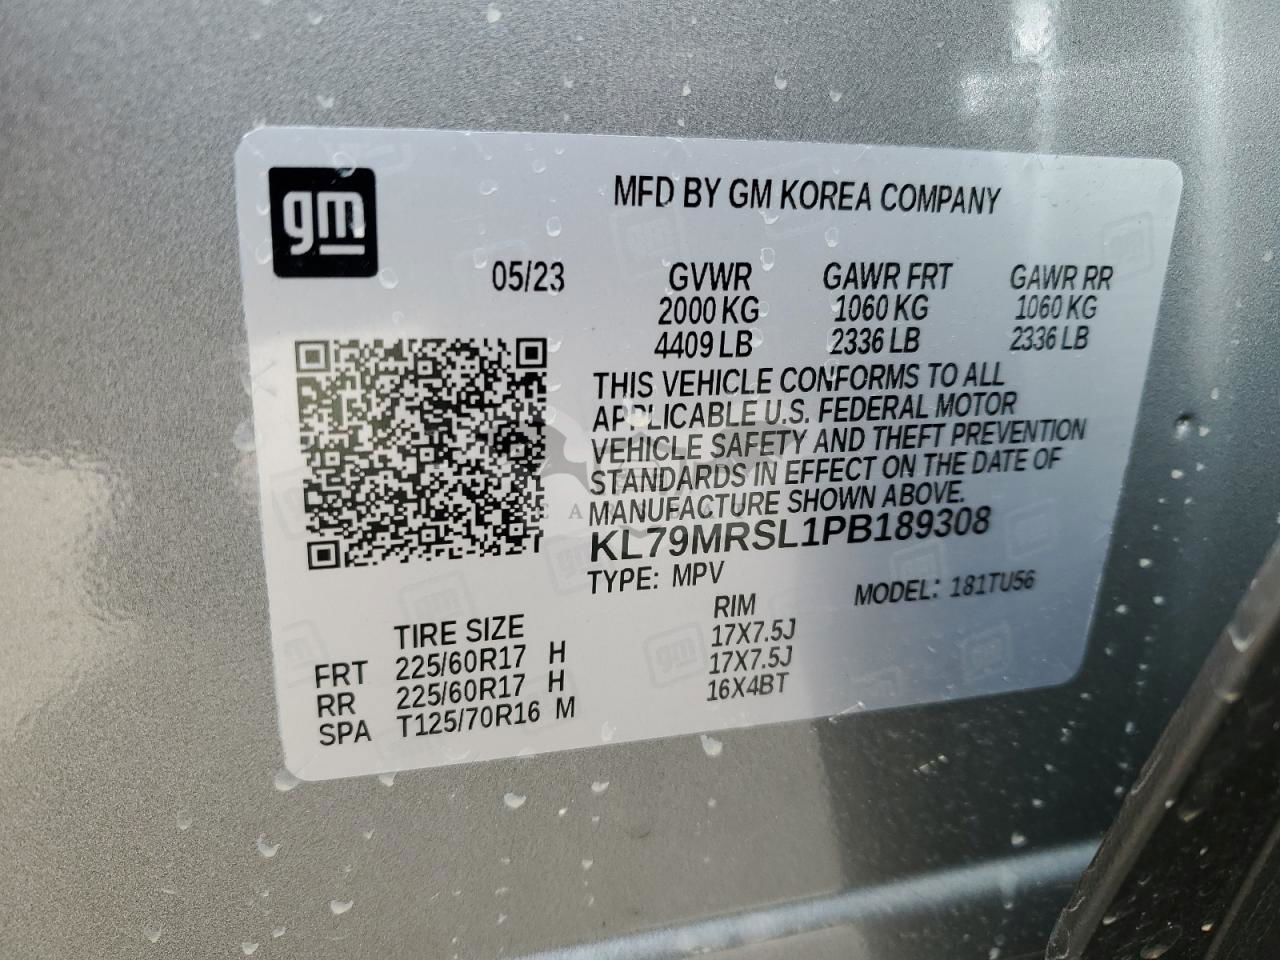 gm
MFD BY GM KOREA COMPANY
05/23 GVWR GAWR FRT GAWR RR
2000 KG 1060 KG 1060 KG
4409 LB 2336 LB 2336 LB
THIS VEHICLE CONFORMS TO ALL
APPLICABLE U.S. FEDERAL MOTOR
VEHICLE SAFETY AND THEFT PREVENTION
STANDARDS IN EFFECT ON THE DATE OF
MANUFACTURE SHOWN ABOVE.
KL79MRSL1PB189308
TYPE: MPV MODEL: 181TU56
TIRE SIZE RIM
FRT 225/60R17 H 17X7.5J
RR 225/60R17 H 17X7.5J
SPA T125/70R16 M 16X4BT